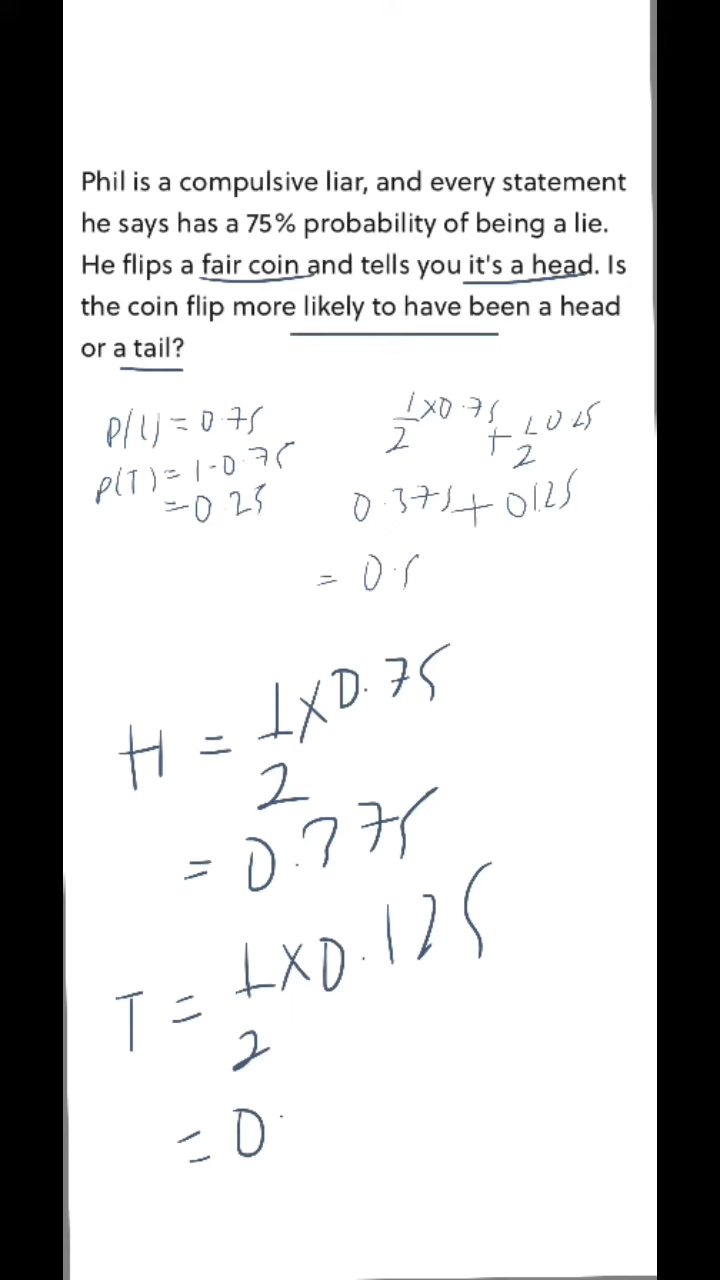 Phil is a compulsive liar, and every statement
he says has a 75% probability of being a lie.
He flips a fair coin and tells you it's a head. Is
the coin flip more likely to have been a head
or a tail?
P(L) = 0.75
P(T) = 1-0.75
= 0.25
1/2 x 0.75 + 1/2 0.25
0.375 + 0125
= 0.5
H = 1/2 x 0.75
= 0.375
T = 1/2 x 0.125
= 0.